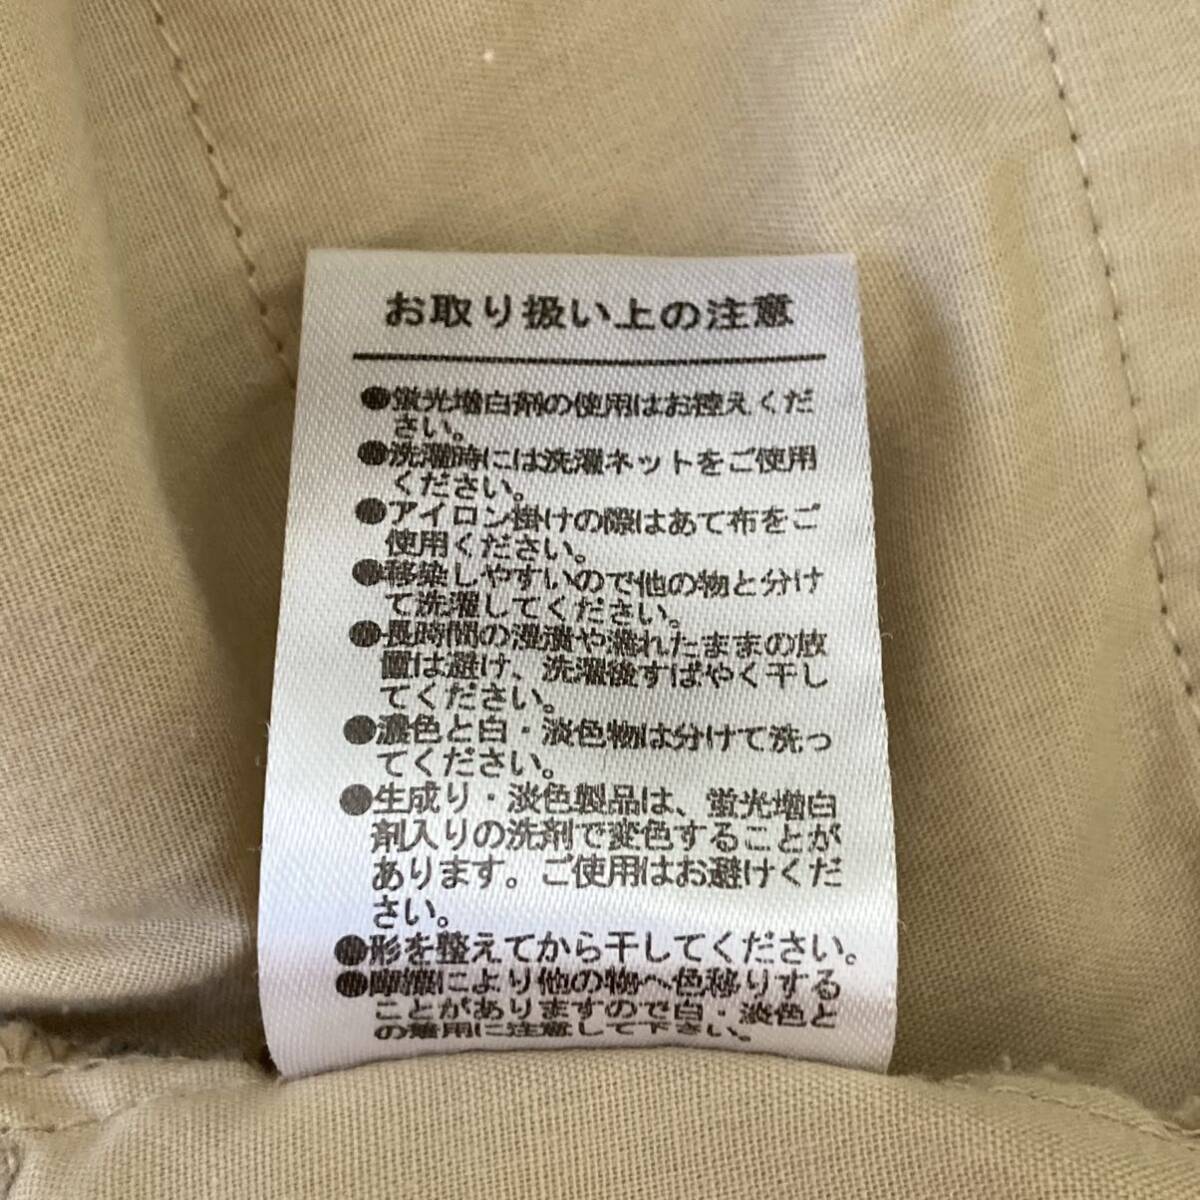 お取り扱い上の注意
●蛍光増白剤の使用はお控えくだ
さい。
●洗濯時には洗濯ネットをご使用
ください。
●アイロン掛けの際はあて布をご
使用ください。
●移染しやすいので他の物と分け
て洗濯してください。
●長時間の浸漬や濡れたままの放
置は避け、洗濯後すばやく干し
てください。
●濃色と白・淡色物は分けて洗っ
てください。
●生成り・淡色製品は、蛍光増白
剤入りの洗剤で変色することが
あります。ご使用はお避けくだ
さい。
●形を整えてから干してください。
●摩擦により他の物へ色移りする
ことがありますので白・淡色と
の兼用に注意して下さい。